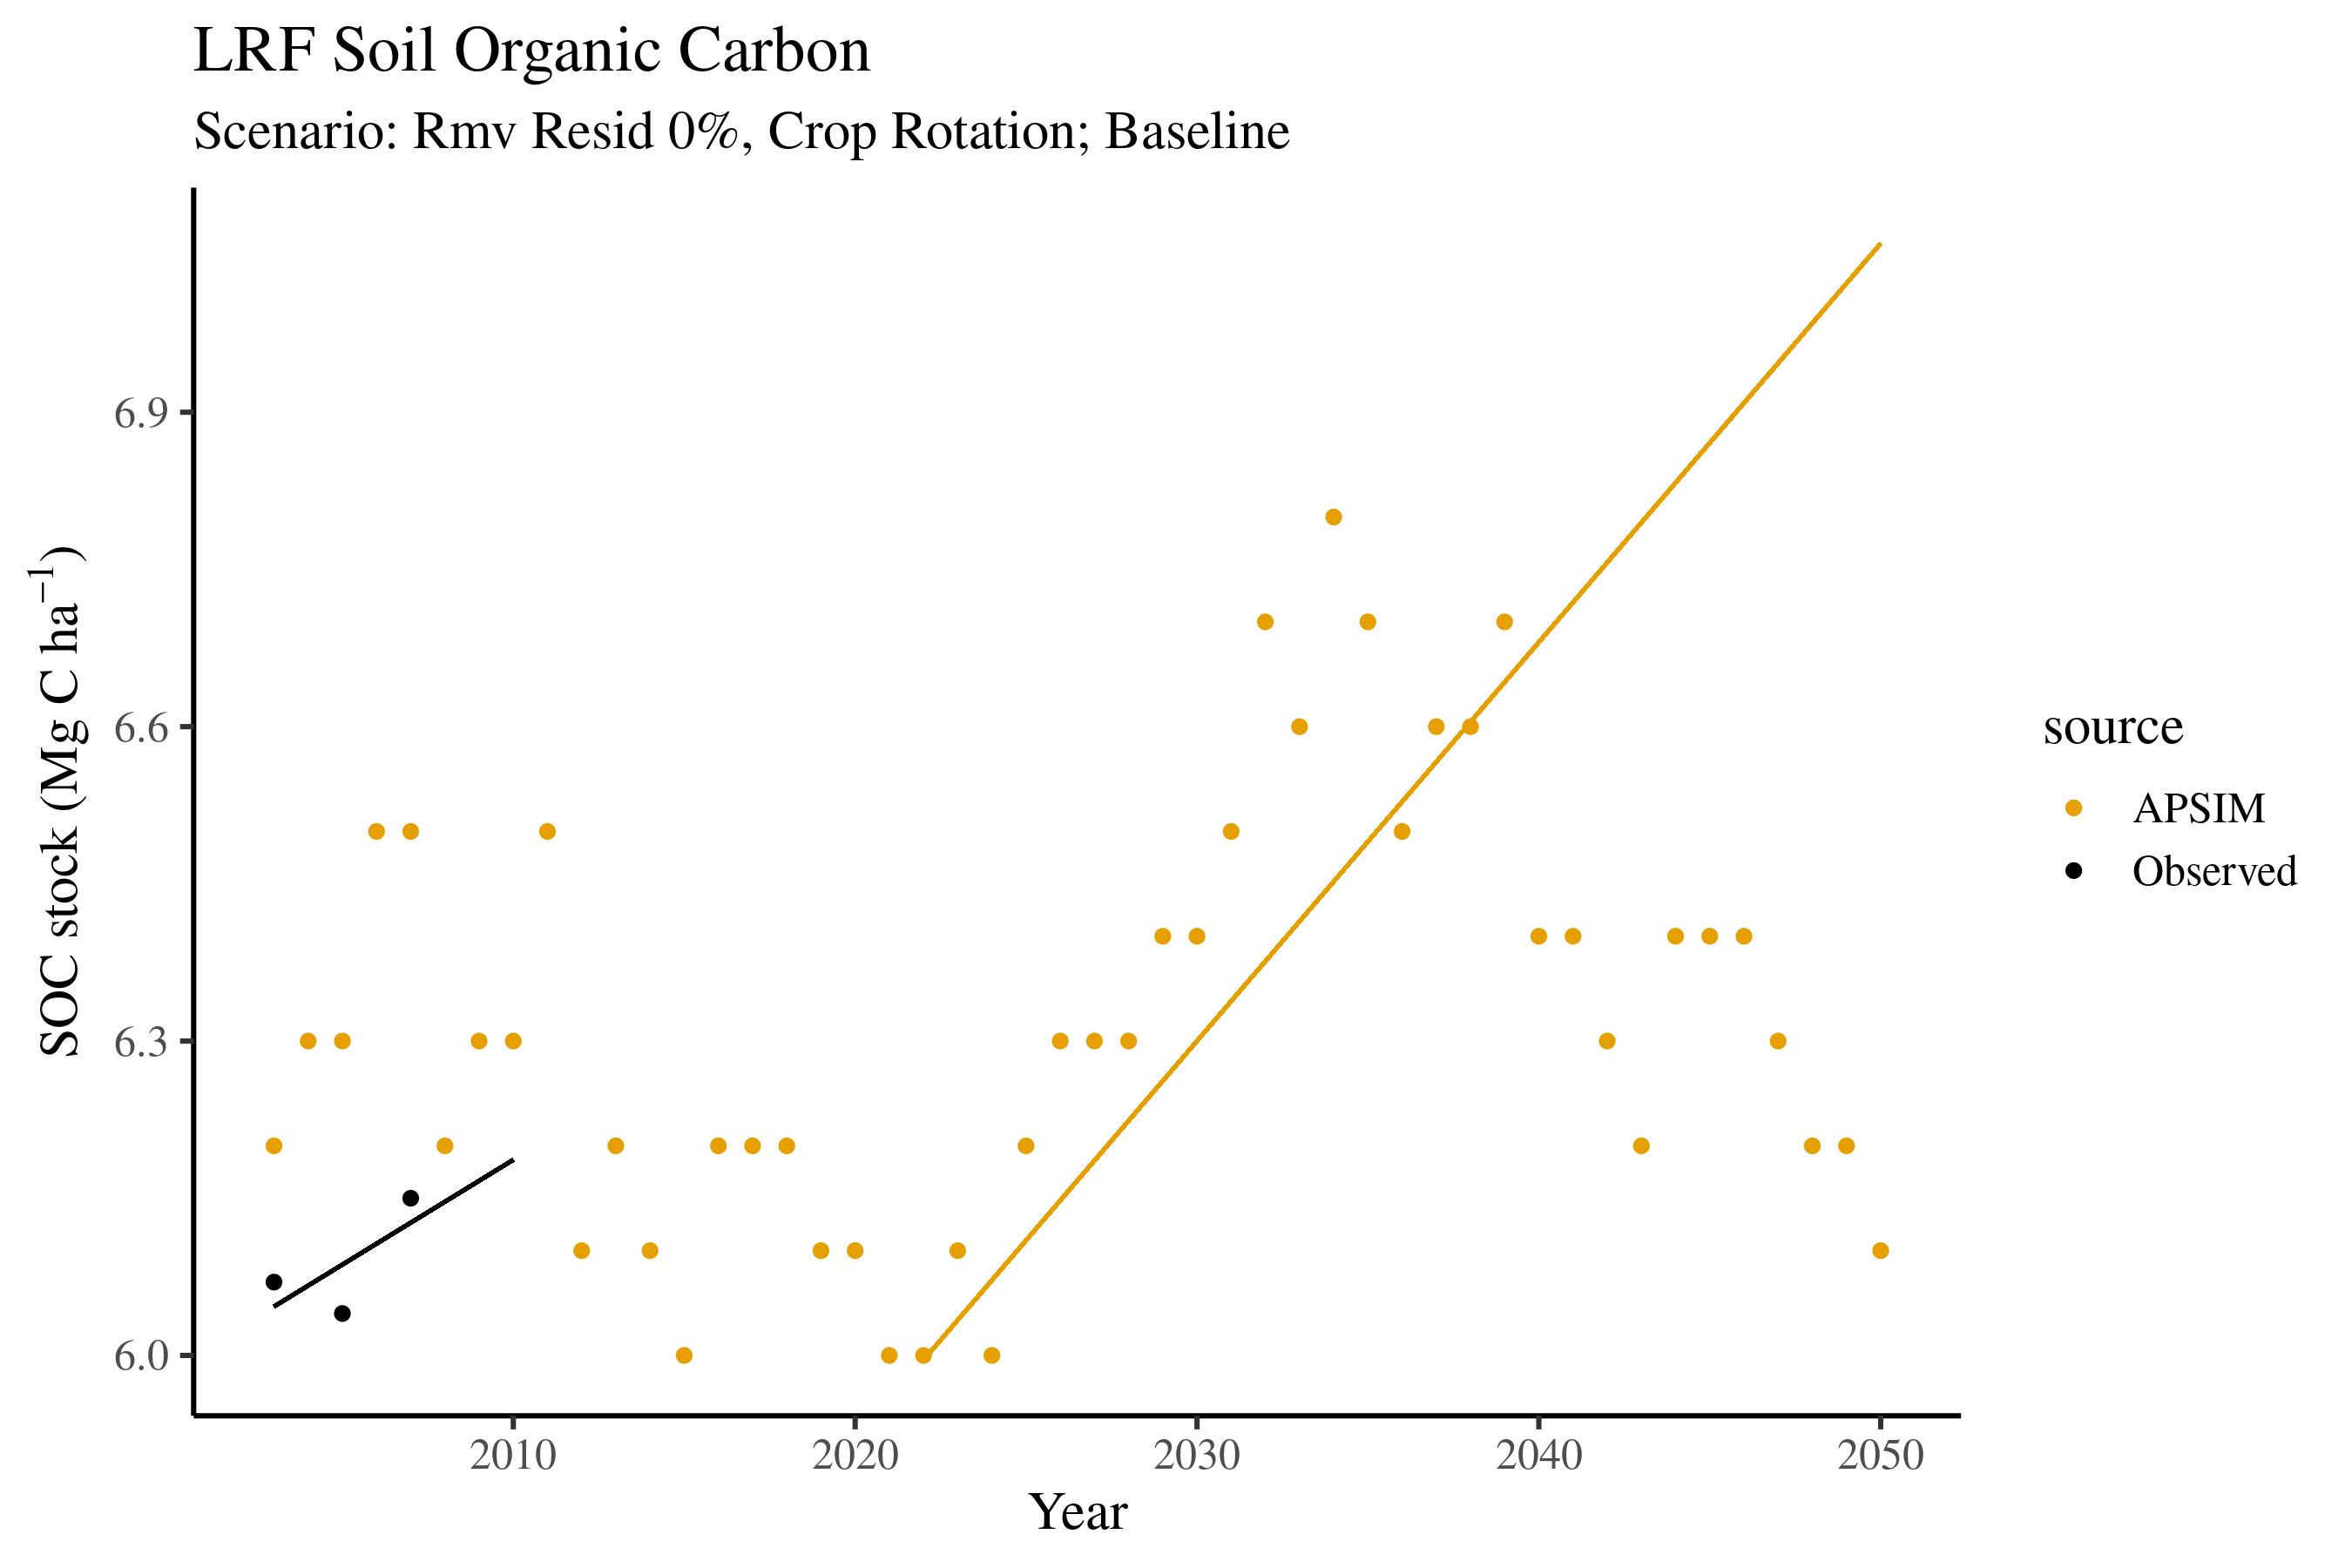 LRF Soil Organic Carbon
Scenario: Rmv Resid 0%, Crop Rotation; Baseline
SOC stock (Mg C ha⁻¹)
6.9
6.6
6.3
6.0
2010 2020 2030 2040 2050
Year
source
APSIM
Observed